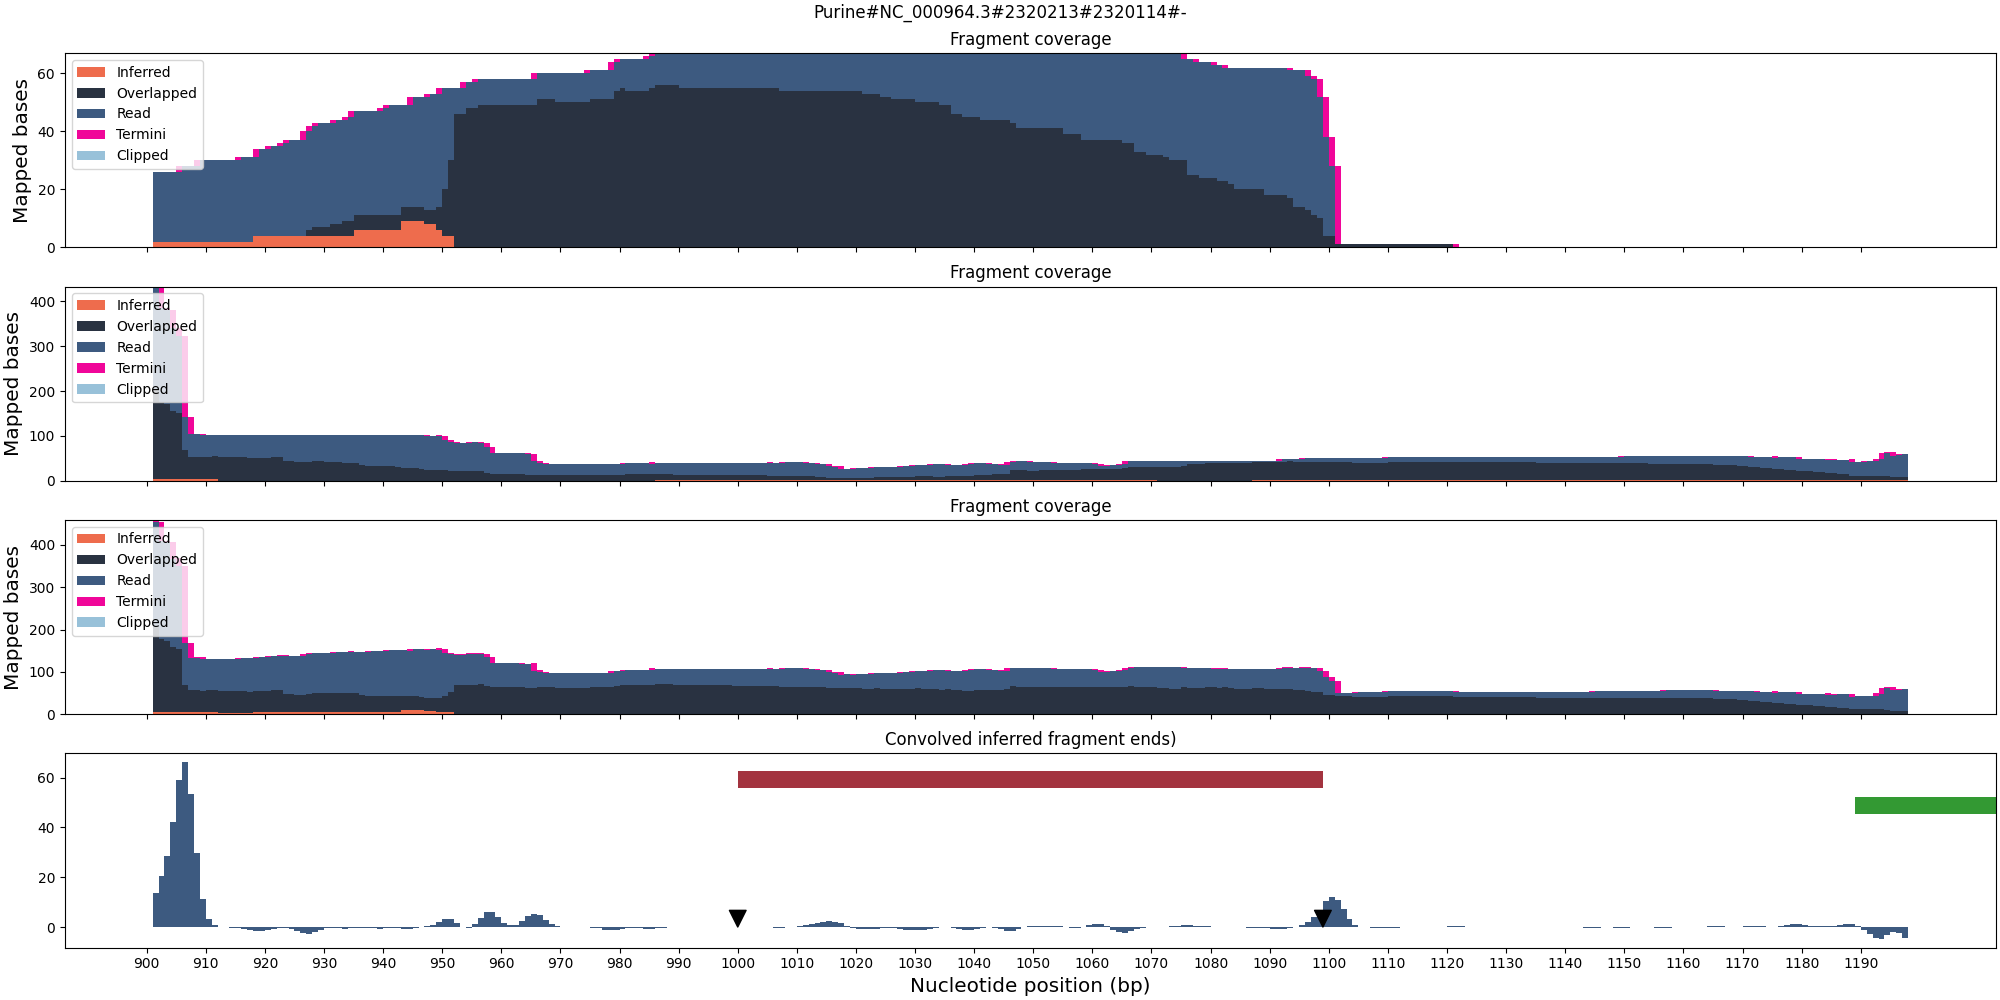 Purine#NC_000964.3#2320213#2320114#-
Fragment coverage
Mapped bases
60
40
20
0
Inferred
Overlapped
Read
Termini
Clipped
Fragment coverage
Mapped bases
400
300
200
100
0
Inferred
Overlapped
Read
Termini
Clipped
Fragment coverage
Mapped bases
400
300
200
100
0
Inferred
Overlapped
Read
Termini
Clipped
Convolved inferred fragment ends)
60
40
20
0
900 910 920 930 940 950 960 970 980 990 1000 1010 1020 1030 1040 1050 1060 1070 1080 1090 1100 1110 1120 1130 1140 1150 1160 1170 1180 1190
Nucleotide position (bp)